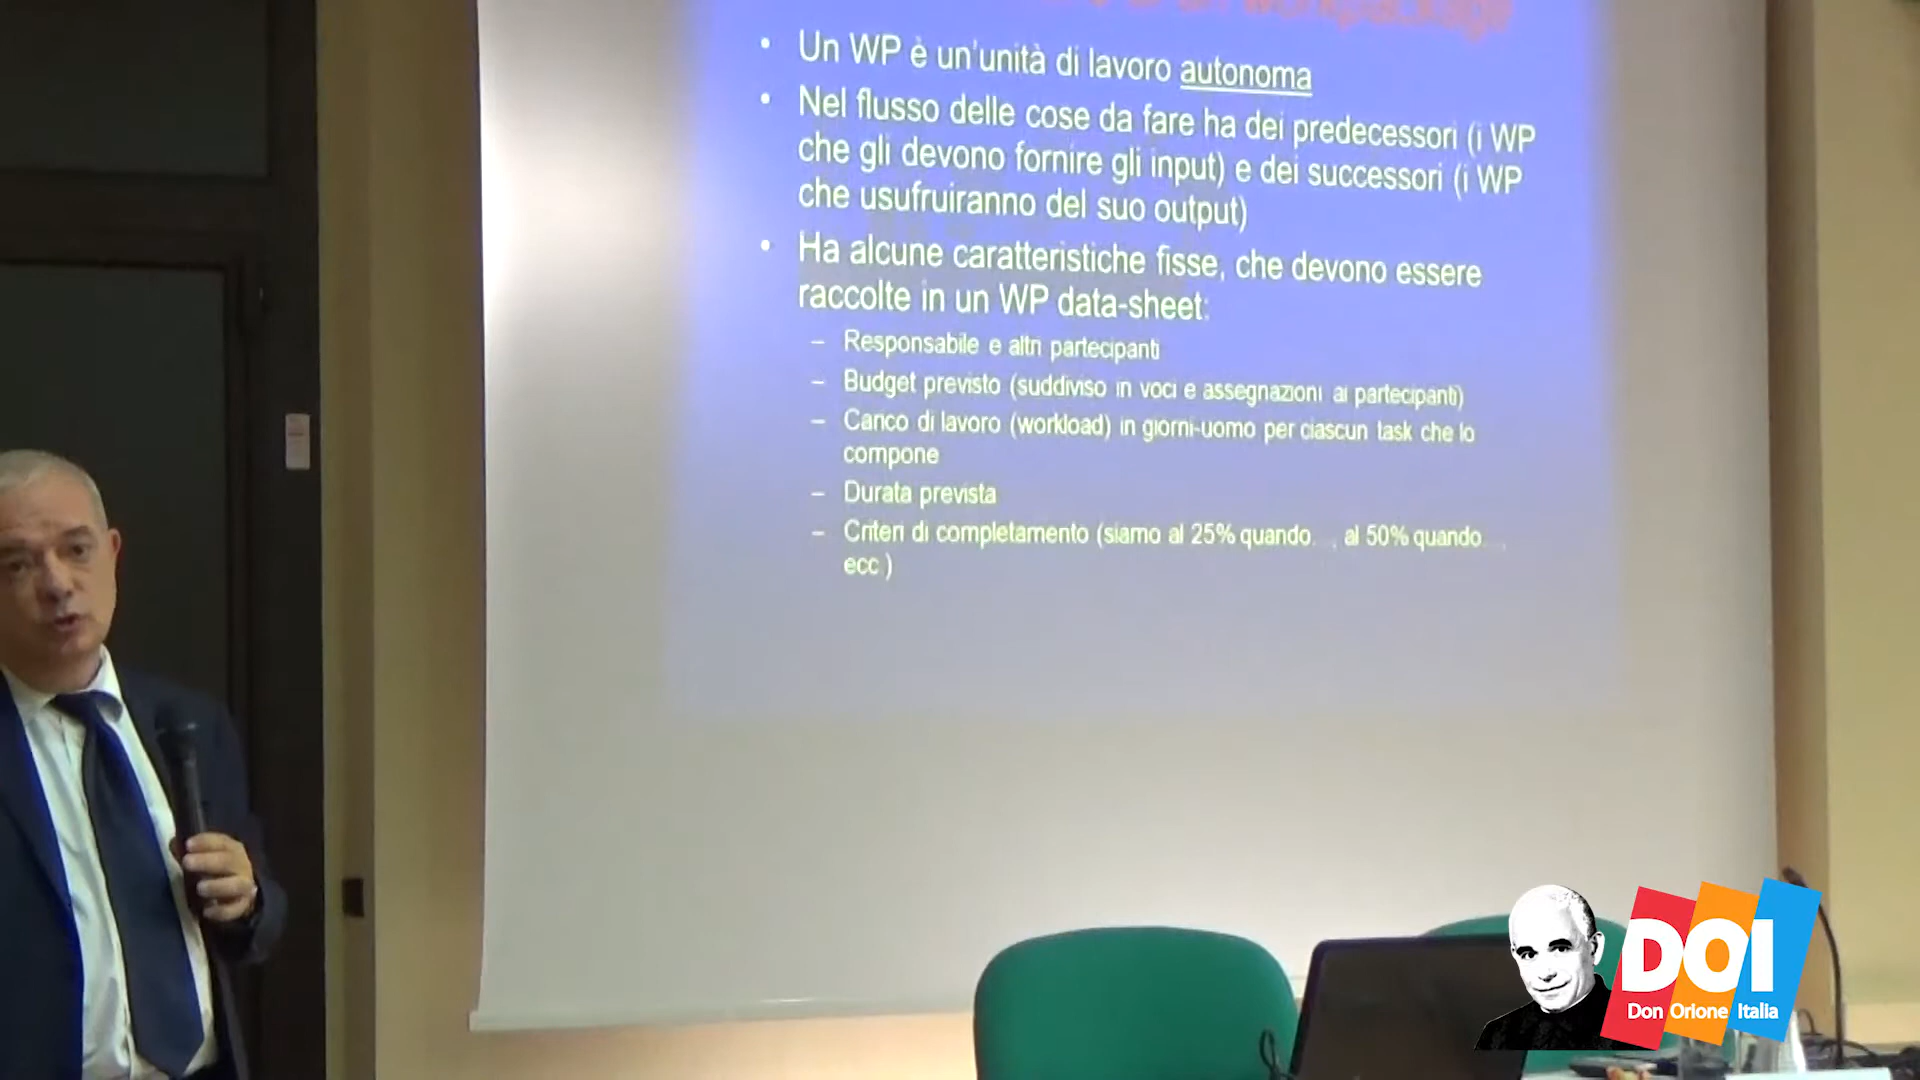 workpackage
• Un WP è un'unità di lavoro autonoma
• Nel flusso delle cose da fare ha dei predecessori (i WP
che gli devono fornire gli input) e dei successori (i WP
che usufruiranno del suo output)
• Ha alcune caratteristiche fisse, che devono essere
raccolte in un WP data-sheet:
– Responsabile e altri partecipanti
– Budget previsto (suddiviso in voci e assegnazioni ai partecipanti)
– Carico di lavoro (workload) in giorni-uomo per ciascun task che lo
compone
– Durata prevista
– Criteri di completamento (siamo al 25% quando…, al 50% quando…,
ecc.)
DOI
Don Orione Italia